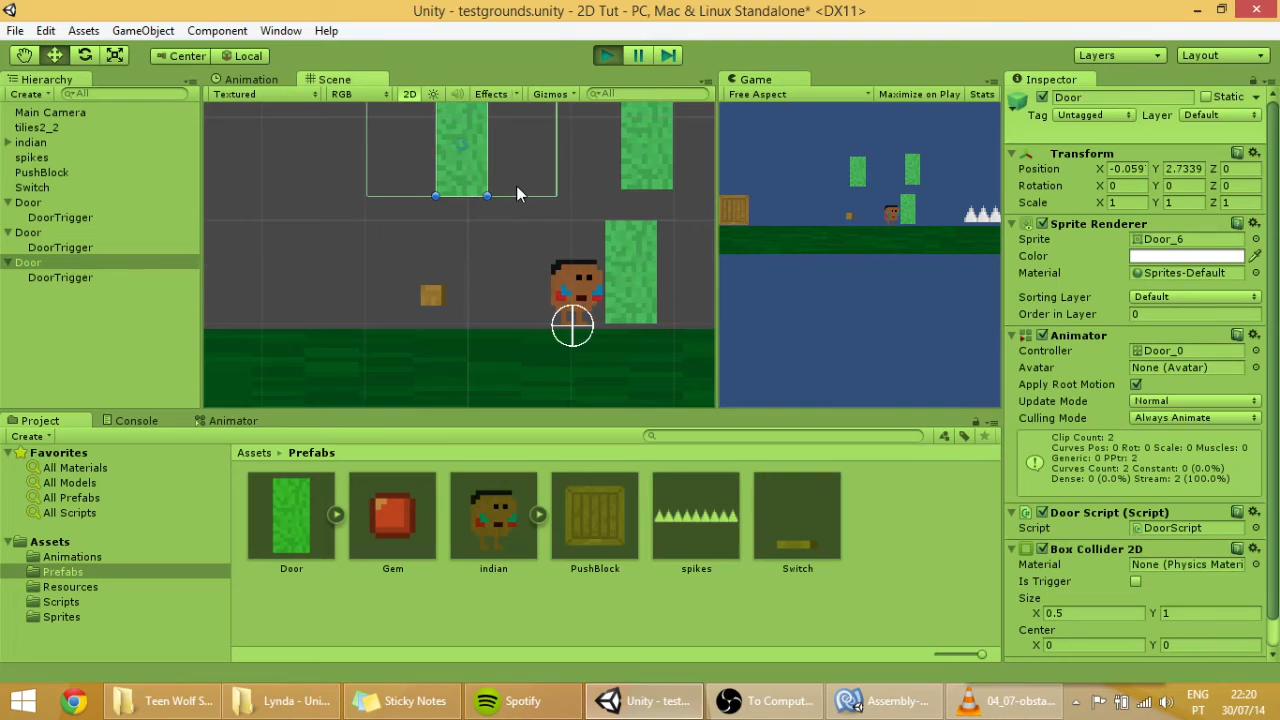 Unity - testgrounds.unity - 2D Tut - PC, Mac & Linux Standalone* <DX11>
File Edit Assets GameObject Component Window Help
Center Local Layers Layout
Hierarchy Animation Scene Game Inspector
Create All Textured RGB 2D Effects Gizmos All Free Aspect Maximize on Play Stats Door Static
Main Camera
tilies2_2
indian
spikes
PushBlock
Switch
Door
DoorTrigger
Door
DoorTrigger
Door
DoorTrigger
Tag Untagged Layer Default
Transform
Position X -0.059 Y 2.7339 Z 0
Rotation X 0 Y 0 Z 0
Scale X 1 Y 1 Z 1
Sprite Renderer
Sprite Door_6
Color
Material Sprites-Default
Sorting Layer Default
Order in Layer 0
Animator
Controller Door_0
Avatar None (Avatar)
Apply Root Motion
Update Mode Normal
Culling Mode Always Animate
Clip Count: 2
Curves Pos: 0 Rot: 0 Scale: 0 Muscles: 0
Generic: 0 PPtr: 2
Curves Count: 2 Constant: 0 (0.0%)
Dense: 0 (0.0%) Stream: 2 (100.0%)
Door Script (Script)
Script DoorScript
Box Collider 2D
Material None (Physics Materi
Is Trigger
Size
X 0.5 Y 1
Center
X 0 Y 0
Project Console Animator
Create
Favorites
All Materials
All Models
All Prefabs
All Scripts
Assets
Animations
Prefabs
Resources
Scripts
Sprites
Assets Prefabs
Door Gem indian PushBlock spikes Switch
Teen Wolf S... Lynda - Uni... Sticky Notes Spotify Unity - test... To Comput... Assembly-... 04_07-obsta... ENG 22:20
PT 30/07/14